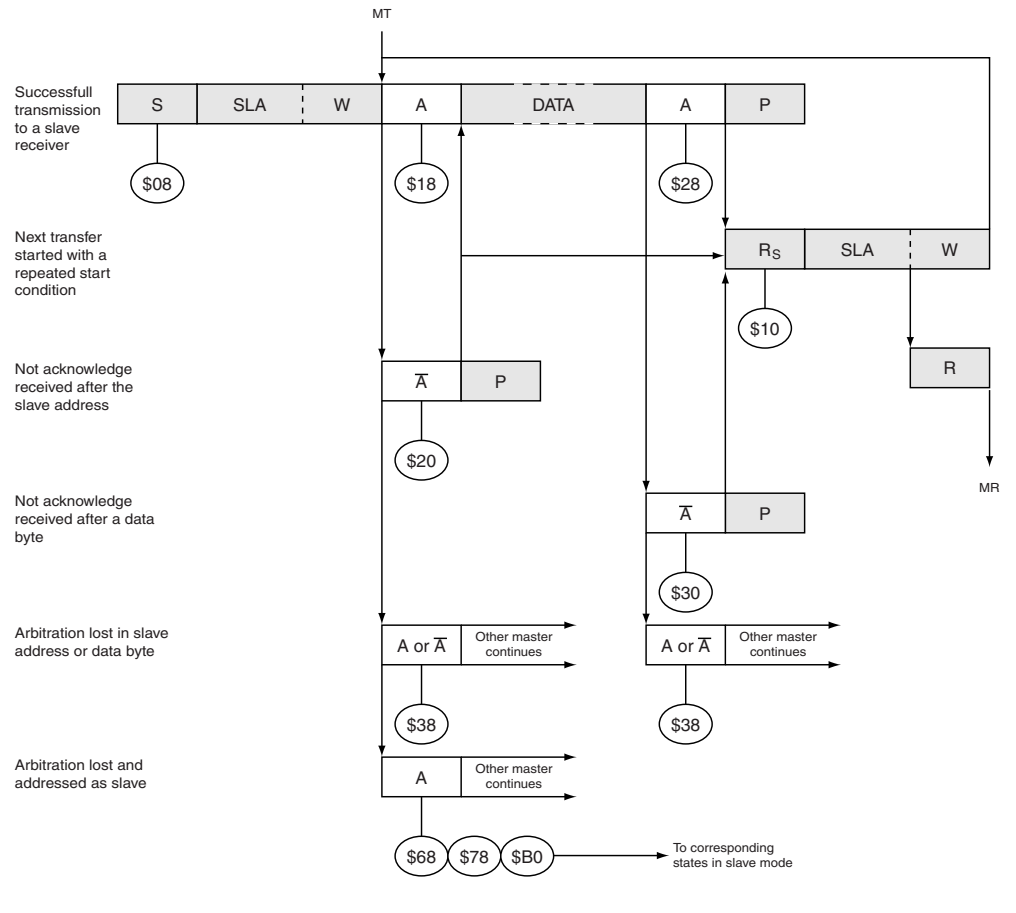 MT
Successfull
transmission
to a slave
receiver
S SLA W A DATA A P
$08 $18 $28
Next transfer
started with a
repeated start
condition
RS SLA W
$10
Not acknowledge
received after the
slave address
A̅ P
R
$20
MR
Not acknowledge
received after a data
byte
A̅ P
$30
Arbitration lost in slave
address or data byte
A or A̅ Other master
continues
A or A̅ Other master
continues
$38 $38
Arbitration lost and
addressed as slave
A Other master
continues
$68 $78 $B0
To corresponding
states in slave mode